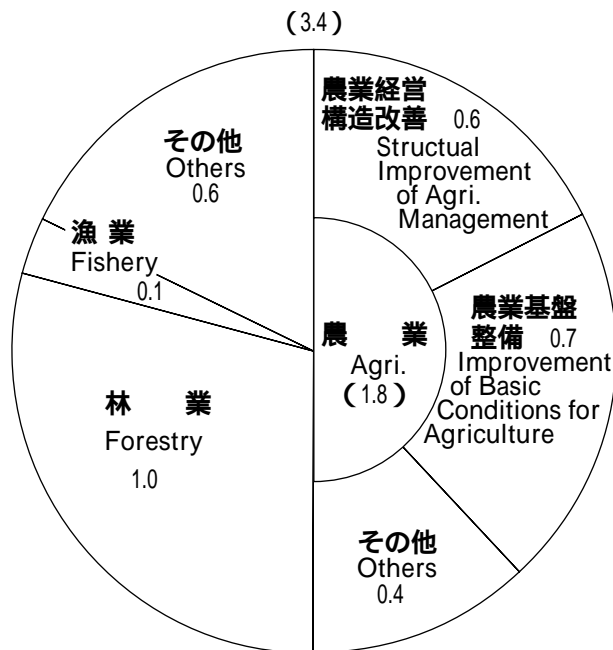 (3.4)
農業経営
構造改善 0.6
Structual
Improvement
of Agri.
Management
農業基盤
整備 0.7
Improvement
of Basic
Conditions for
Agriculture
その他
Others
0.4
農 業
Agri.
(1.8)
林 業
Forestry
1.0
漁 業
Fishery
0.1
その他
Others
0.6